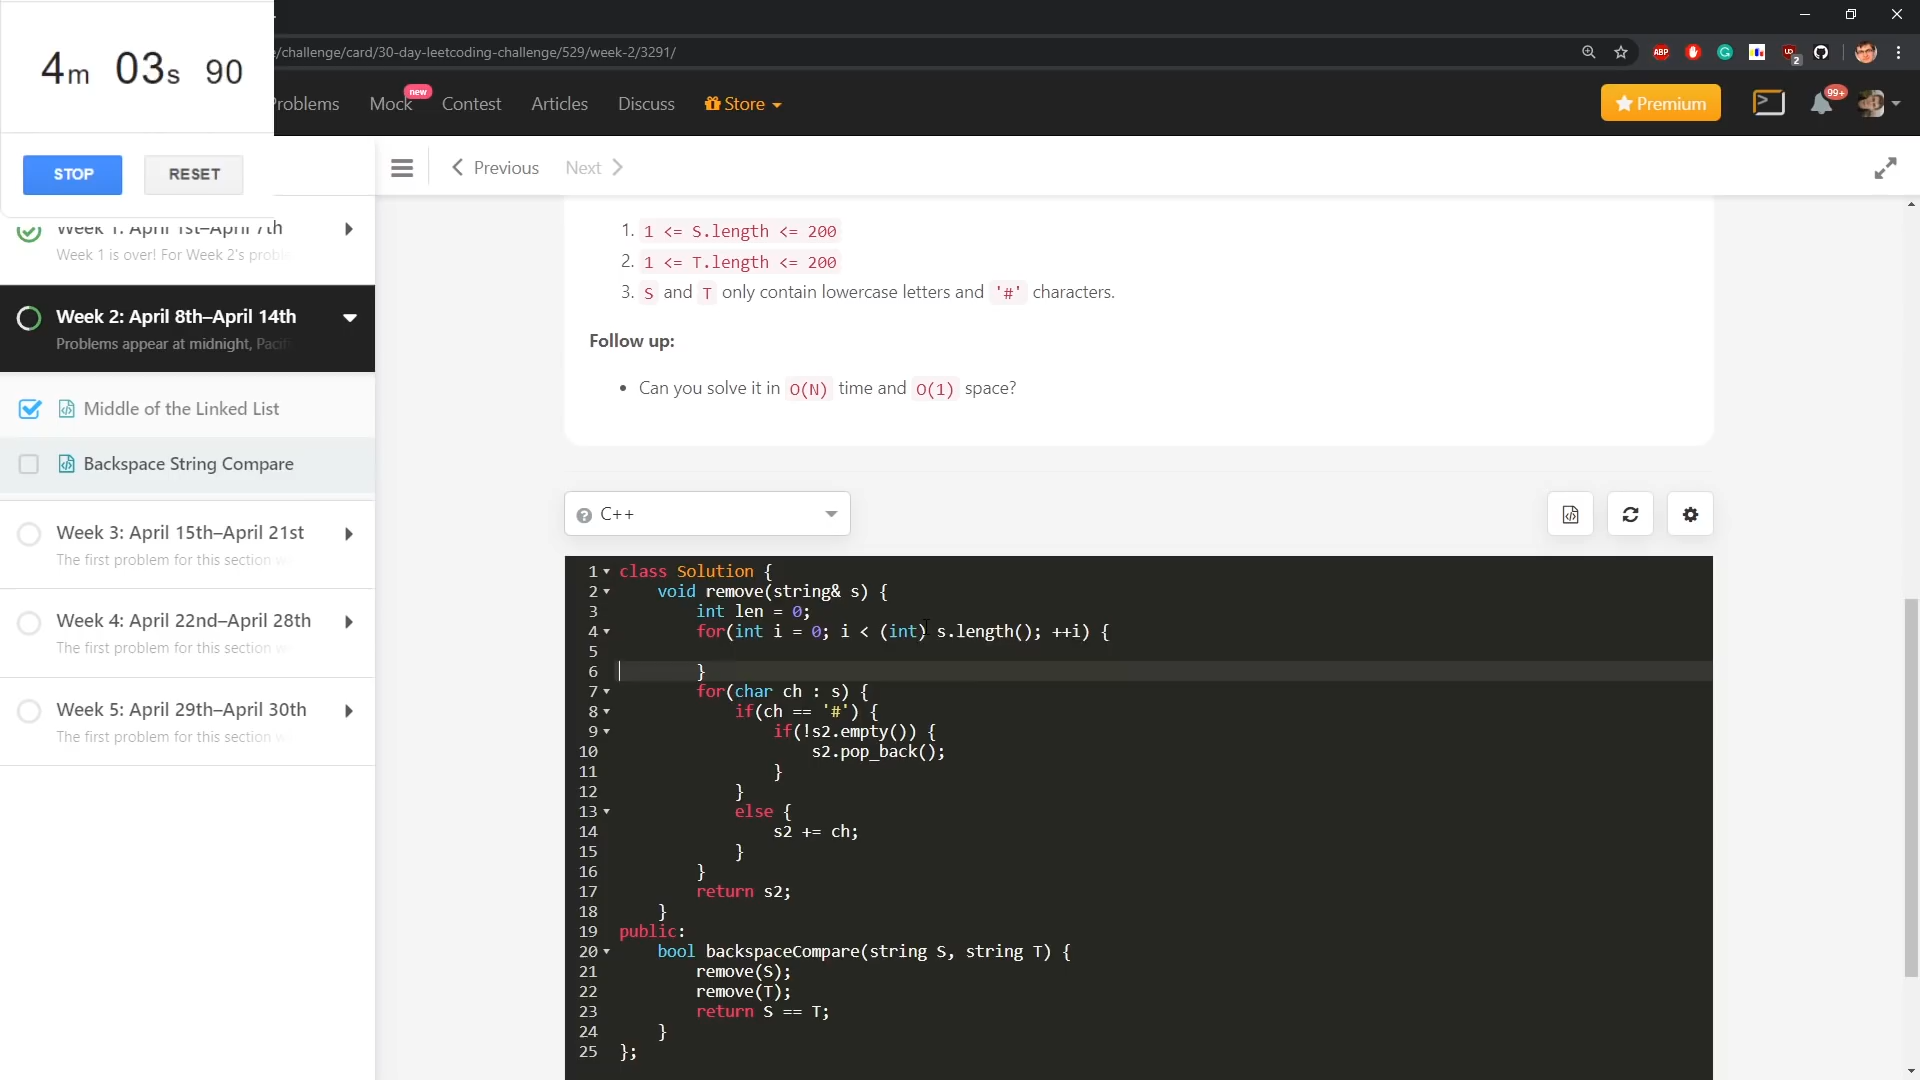 4m 03s 90
STOP RESET
/challenge/card/30-day-leetcoding-challenge/529/week-2/3291/
Problems Mock new Contest Articles Discuss Store
Premium 99+
Previous Next
Week 1: April 1st–April 7th
Week 1 is over! For Week 2's proble
Week 2: April 8th–April 14th
Problems appear at midnight, Pacifi
Middle of the Linked List
Backspace String Compare
Week 3: April 15th–April 21st
The first problem for this section w
Week 4: April 22nd–April 28th
The first problem for this section w
Week 5: April 29th–April 30th
The first problem for this section w
1. 1 <= S.length <= 200
2. 1 <= T.length <= 200
3. S and T only contain lowercase letters and '#' characters.
Follow up:
• Can you solve it in O(N) time and O(1) space?
C++
1 class Solution {
2 void remove(string& s) {
3 int len = 0;
4 for(int i = 0; i < (int) s.length(); ++i) {
5
6 }
7 for(char ch : s) {
8 if(ch == '#') {
9 if(!s2.empty()) {
10 s2.pop_back();
11 }
12 }
13 else {
14 s2 += ch;
15 }
16 }
17 return s2;
18 }
19 public:
20 bool backspaceCompare(string S, string T) {
21 remove(S);
22 remove(T);
23 return S == T;
24 }
25 };